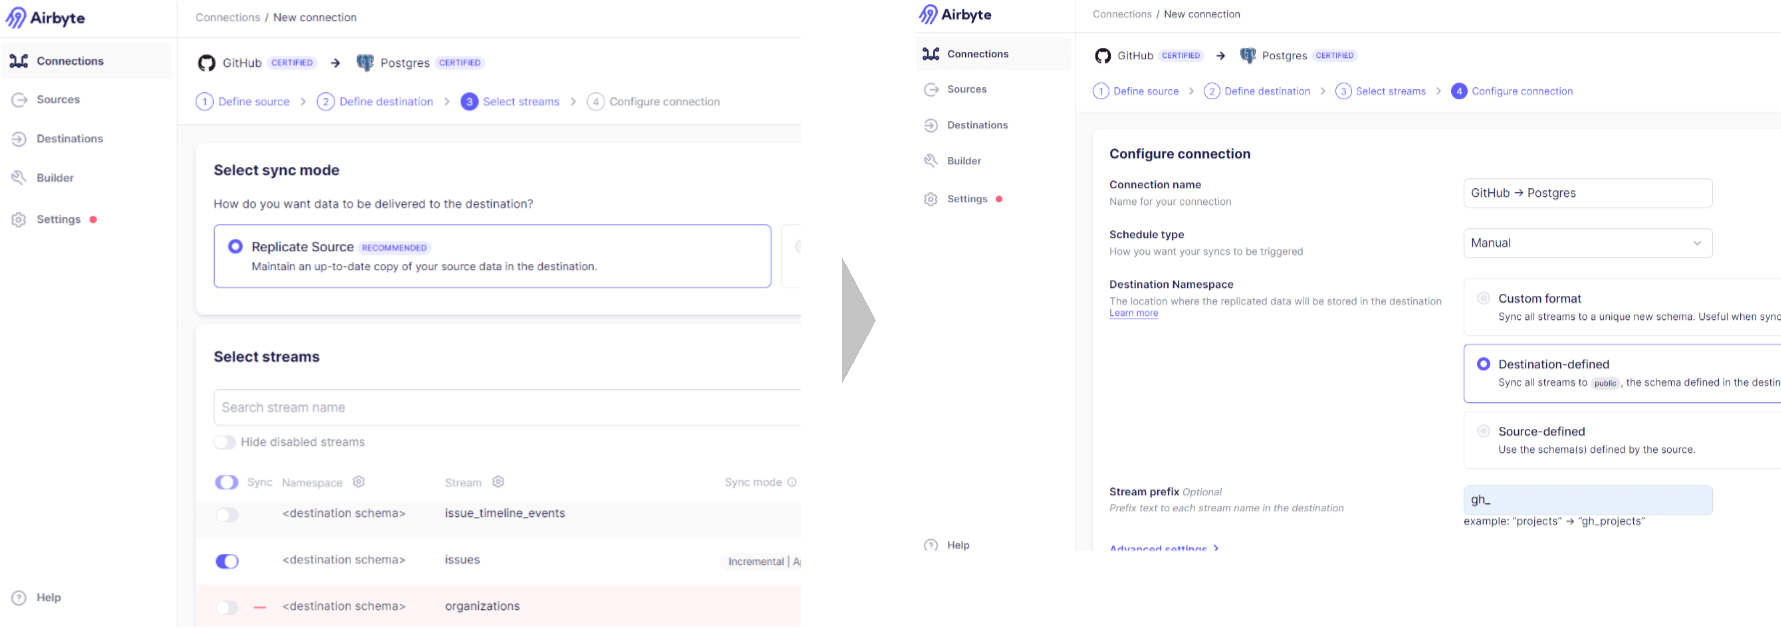 Airbyte
Connections
Sources
Destinations
Builder
Settings
Help
Connections / New connection
GitHub CERTIFIED → Postgres CERTIFIED
1 Define source > 2 Define destination > 3 Select streams > 4 Configure connection
Select sync mode
How do you want data to be delivered to the destination?
Replicate Source RECOMMENDED
Maintain an up-to-date copy of your source data in the destination.
Select streams
Search stream name
Hide disabled streams
Sync Namespace Stream Sync mode
<destination schema> issue_timeline_events
<destination schema> issues Incremental | Ap
<destination schema> organizations
Airbyte
Connections
Sources
Destinations
Builder
Settings
Help
Connections / New connection
GitHub CERTIFIED → Postgres CERTIFIED
1 Define source > 2 Define destination > 3 Select streams > 4 Configure connection
Configure connection
Connection name
Name for your connection
GitHub → Postgres
Schedule type
How you want your syncs to be triggered
Manual
Destination Namespace
The location where the replicated data will be stored in the destination
Learn more
Custom format
Sync all streams to a unique new schema. Useful when sync
Destination-defined
Sync all streams to public, the schema defined in the destin
Source-defined
Use the schema(s) defined by the source.
Stream prefix Optional
Prefix text to each stream name in the destination
gh_
example: "projects" → "gh_projects"
Advanced settings >